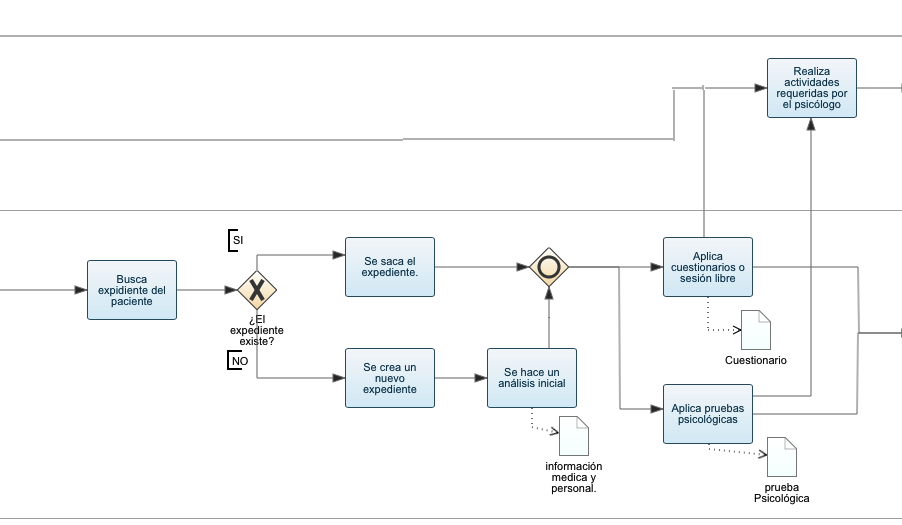 Realiza
actividades
requeridas por
el psicólogo
SI
Busca
expidiente del
paciente
¿El
expediente
existe?
NO
Se saca el
expediente.
Se crea un
nuevo
expediente
Se hace un
análisis inicial
información
medica y
personal.
Aplica
cuestionarios o
sesión libre
Cuestionario
Aplica pruebas
psicológicas
prueba
Psicológica